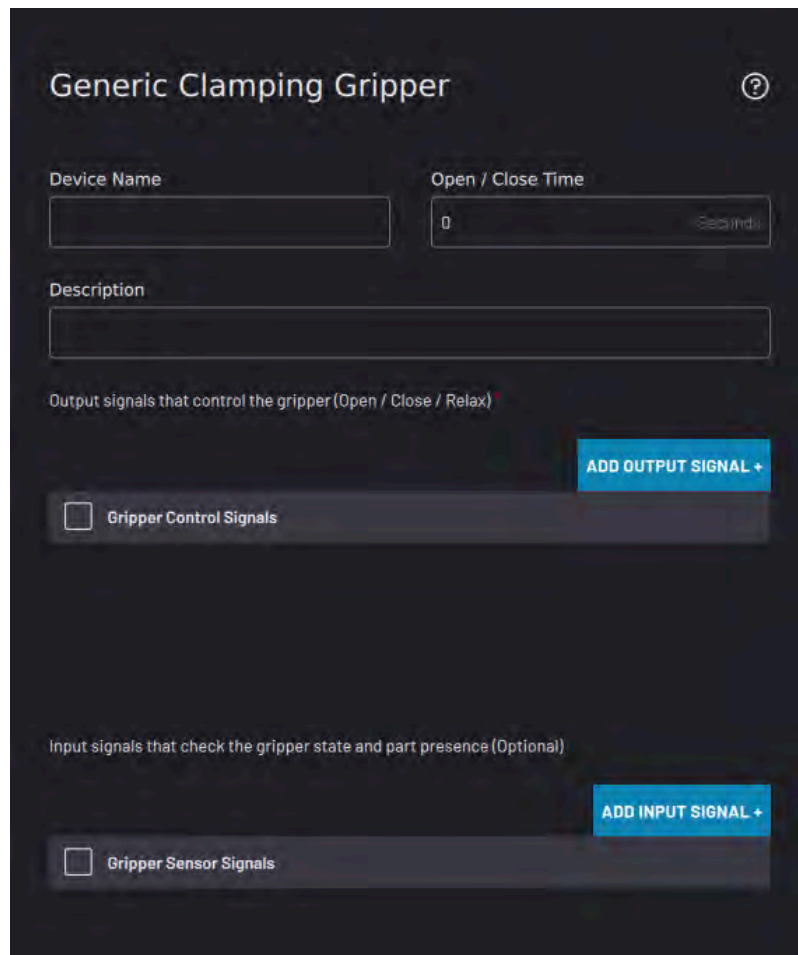 Generic Clamping Gripper ?
Device Name Open / Close Time
0 Seconds
Description
Output signals that control the gripper (Open / Close / Relax)
ADD OUTPUT SIGNAL +
Gripper Control Signals
Input signals that check the gripper state and part presence (Optional)
ADD INPUT SIGNAL +
Gripper Sensor Signals